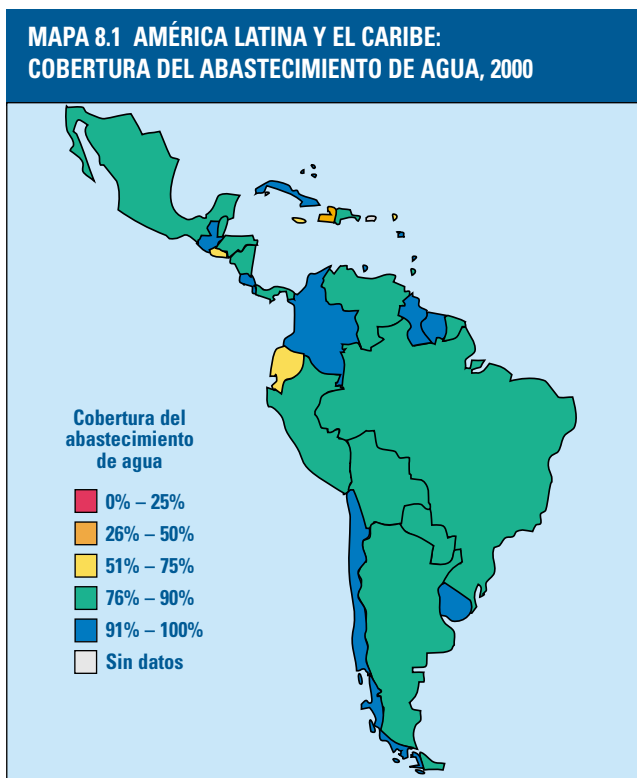 MAPA 8.1 AMÉRICA LATINA Y EL CARIBE:
COBERTURA DEL ABASTECIMIENTO DE AGUA, 2000
Cobertura del
abastecimiento
de agua
0% – 25%
26% – 50%
51% – 75%
76% – 90%
91% – 100%
Sin datos